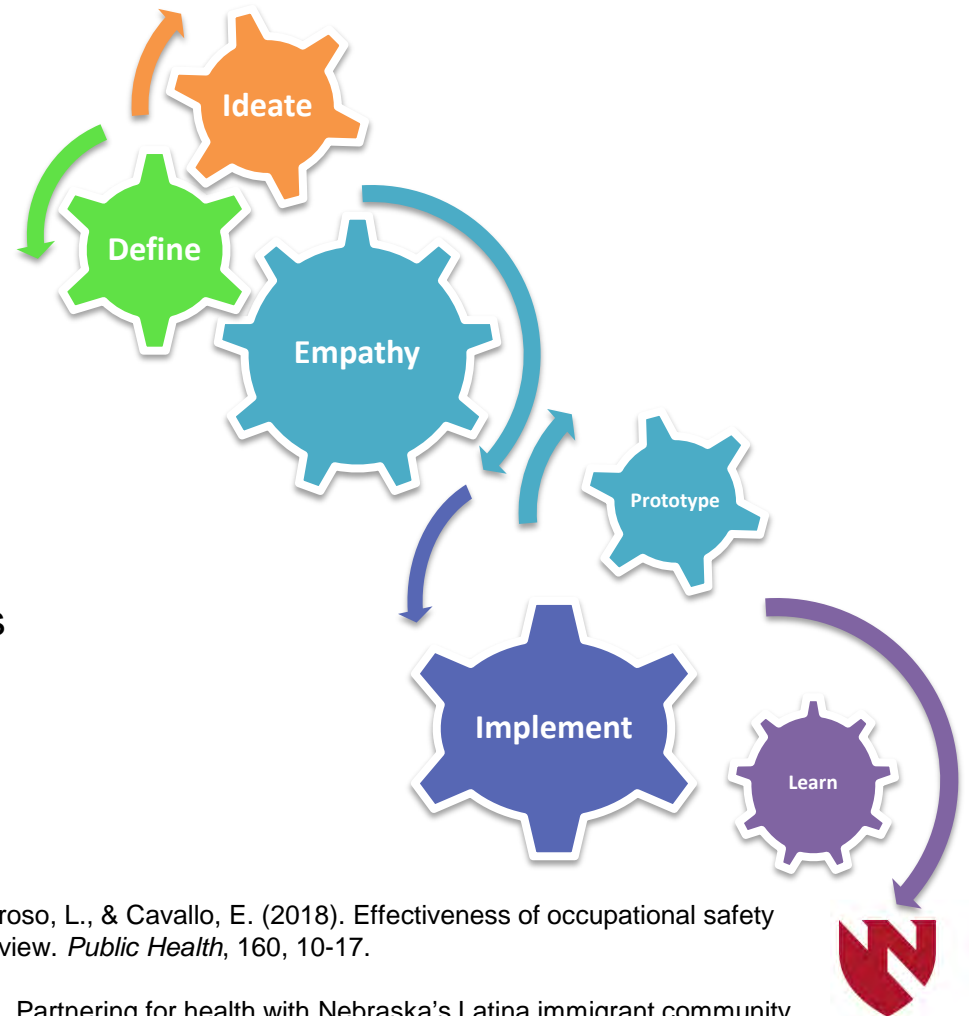 Ideate
Define
Empathy
Prototype
s
Implement
Learn
roso, L., & Cavallo, E. (2018). Effectiveness of occupational safety
view. Public Health, 160, 10-17.
Partnering for health with Nebraska's Latina immigrant community
N